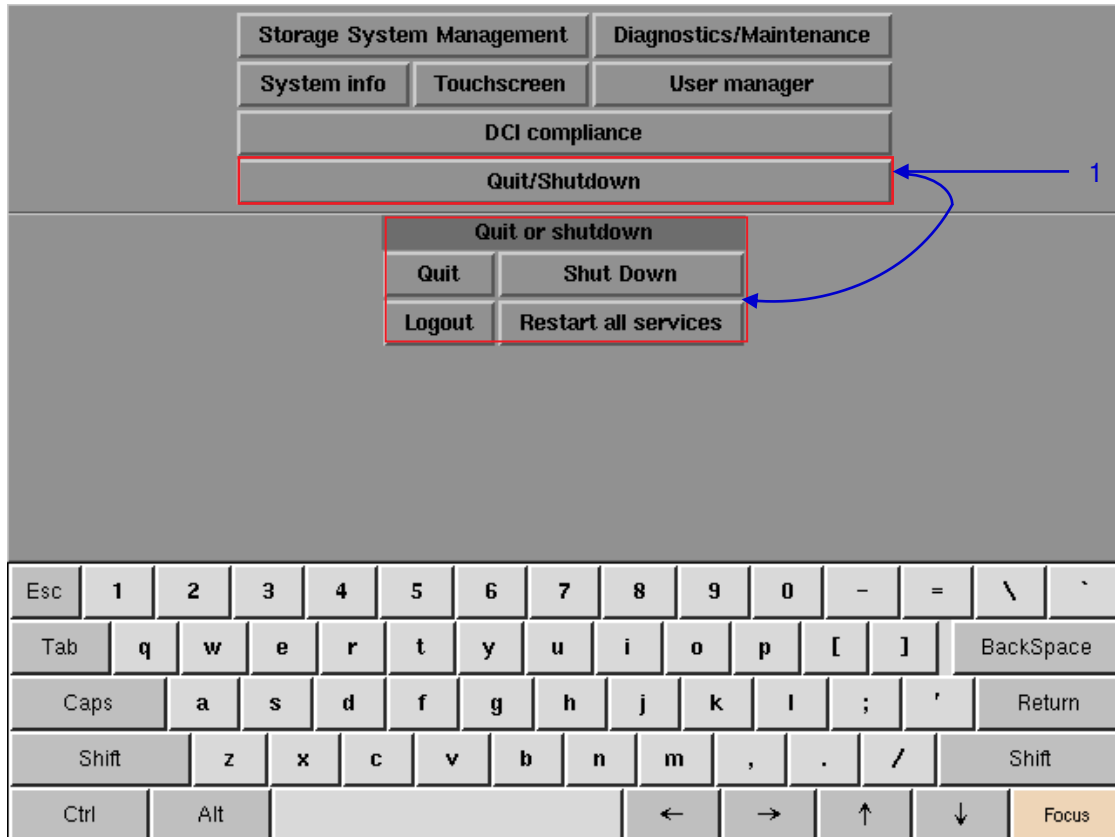 Storage System Management Diagnostics/Maintenance
System info Touchscreen User manager
DCI compliance
Quit/Shutdown 1
Quit or shutdown
Quit Shut Down
Logout Restart all services
Esc 1 2 3 4 5 6 7 8 9 0 - = \ `
Tab q w e r t y u i o p [ ] BackSpace
Caps a s d f g h j k l ; ' Return
Shift z x c v b n m , . / Shift
Ctrl Alt ← → ↑ ↓ Focus